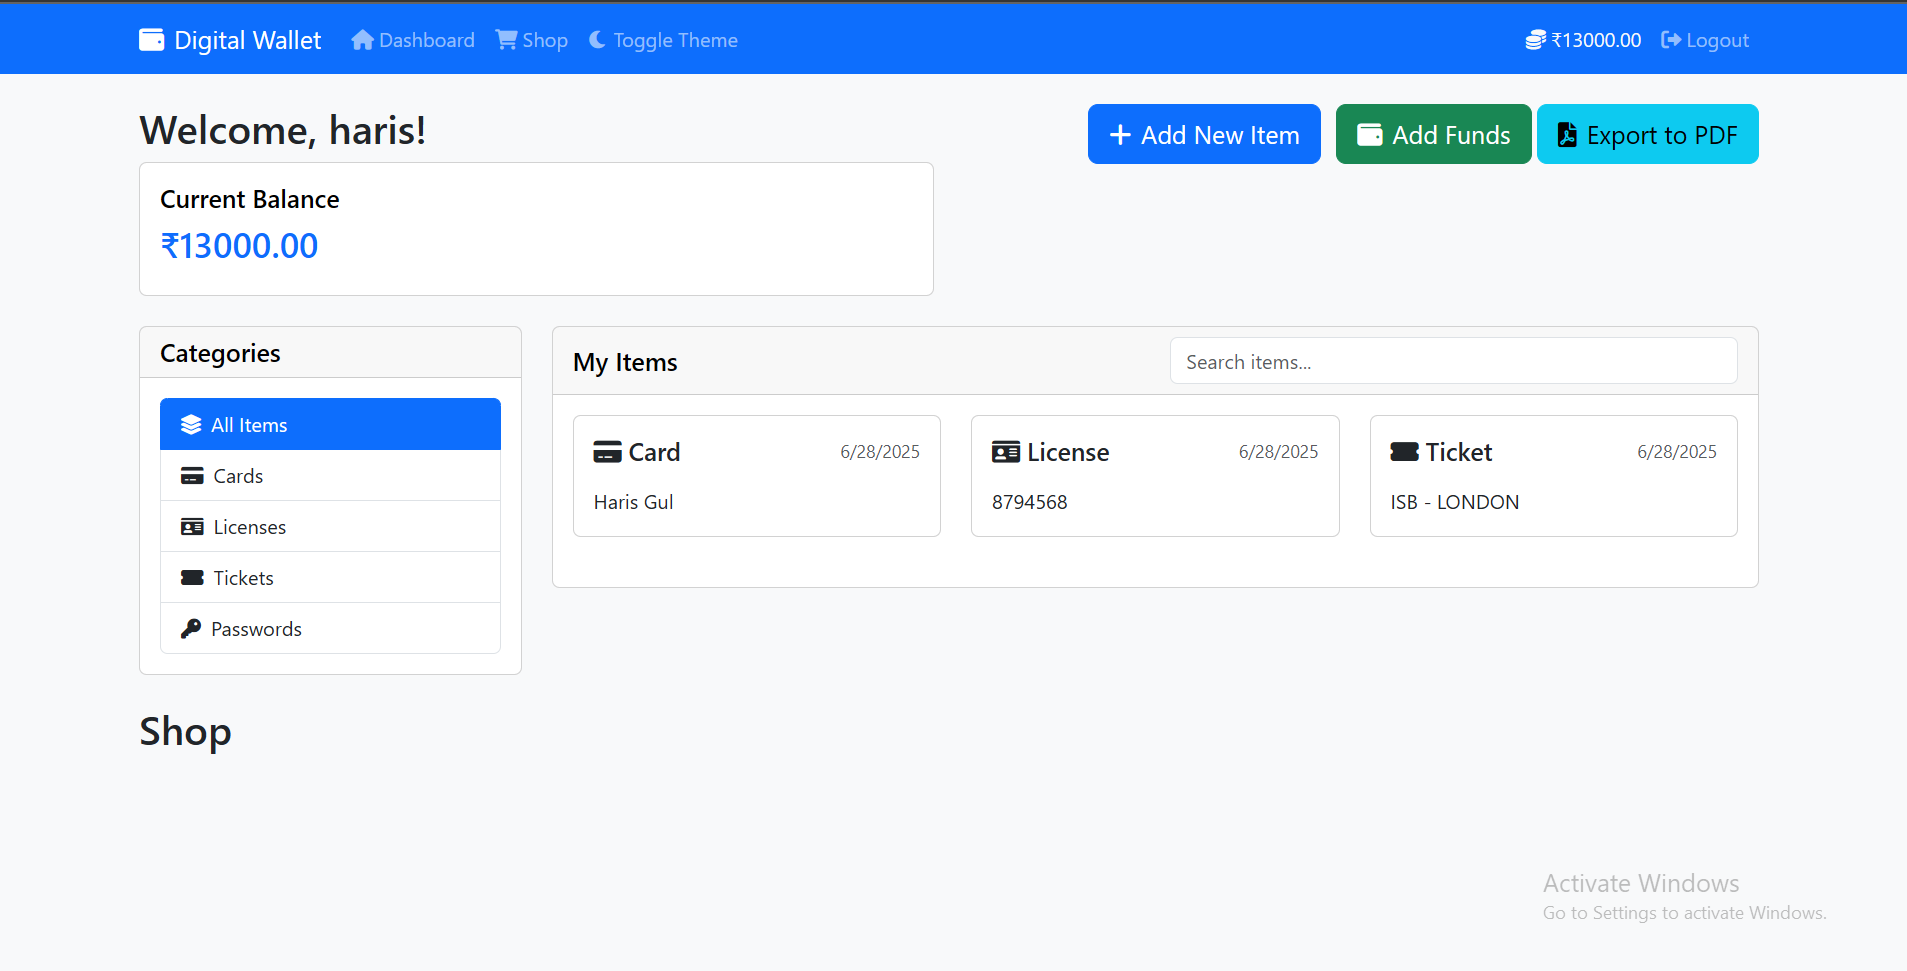 Digital Wallet Dashboard Shop Toggle Theme ₹13000.00 Logout
Welcome, haris!
Add New Item Add Funds Export to PDF
Current Balance
₹13000.00
Categories
All Items
Cards
Licenses
Tickets
Passwords
My Items Search items...
Card 6/28/2025
Haris Gul
License 6/28/2025
8794568
Ticket 6/28/2025
ISB - LONDON
Shop
Activate Windows
Go to Settings to activate Windows.